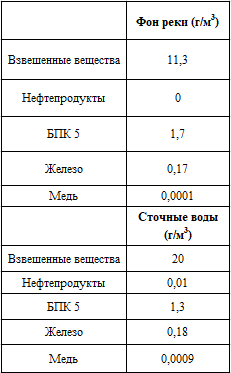 Фон реки (г/м³)
Взвешенные вещества 11,3
Нефтепродукты 0
БПК 5 1,7
Железо 0,17
Медь 0,0001
Сточные воды
(г/м³)
Взвешенные вещества 20
Нефтепродукты 0,01
БПК 5 1,3
Железо 0,18
Медь 0,0009